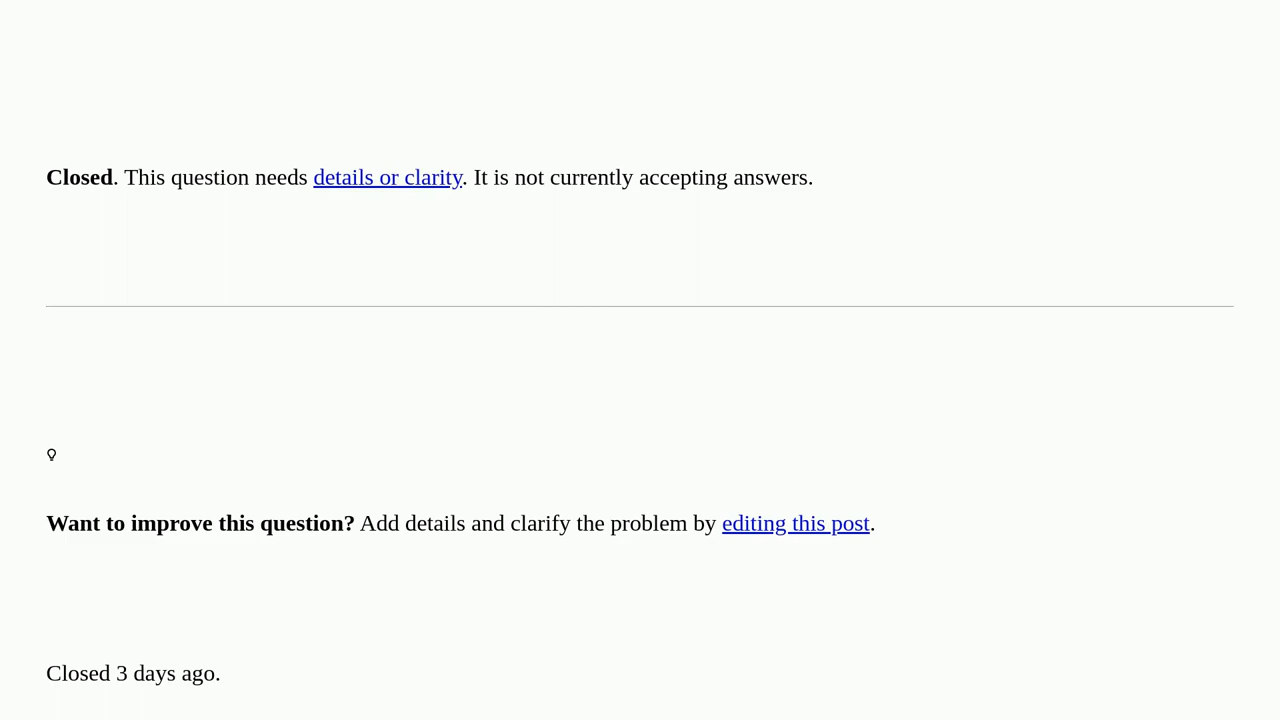 Closed. This question needs details or clarity. It is not currently accepting answers.
Want to improve this question? Add details and clarify the problem by editing this post.
Closed 3 days ago.